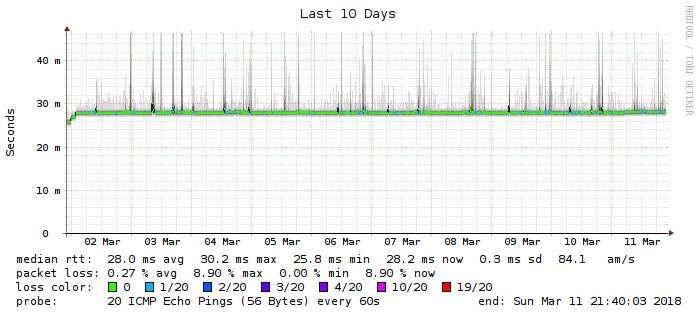 Last 10 Days
RRDTOOL / TOBI OETIKER
Seconds
40 m
30 m
20 m
10 m
0
02 Mar 03 Mar 04 Mar 05 Mar 06 Mar 07 Mar 08 Mar 09 Mar 10 Mar 11 Mar
median rtt: 28.0 ms avg 30.2 ms max 25.8 ms min 28.2 ms now 0.3 ms sd 84.1 am/s
packet loss: 0.27 % avg 8.90 % max 0.00 % min 8.90 % now
loss color: 0 1/20 2/20 3/20 4/20 10/20 19/20
probe: 20 ICMP Echo Pings (56 Bytes) every 60s end: Sun Mar 11 21:40:03 2018